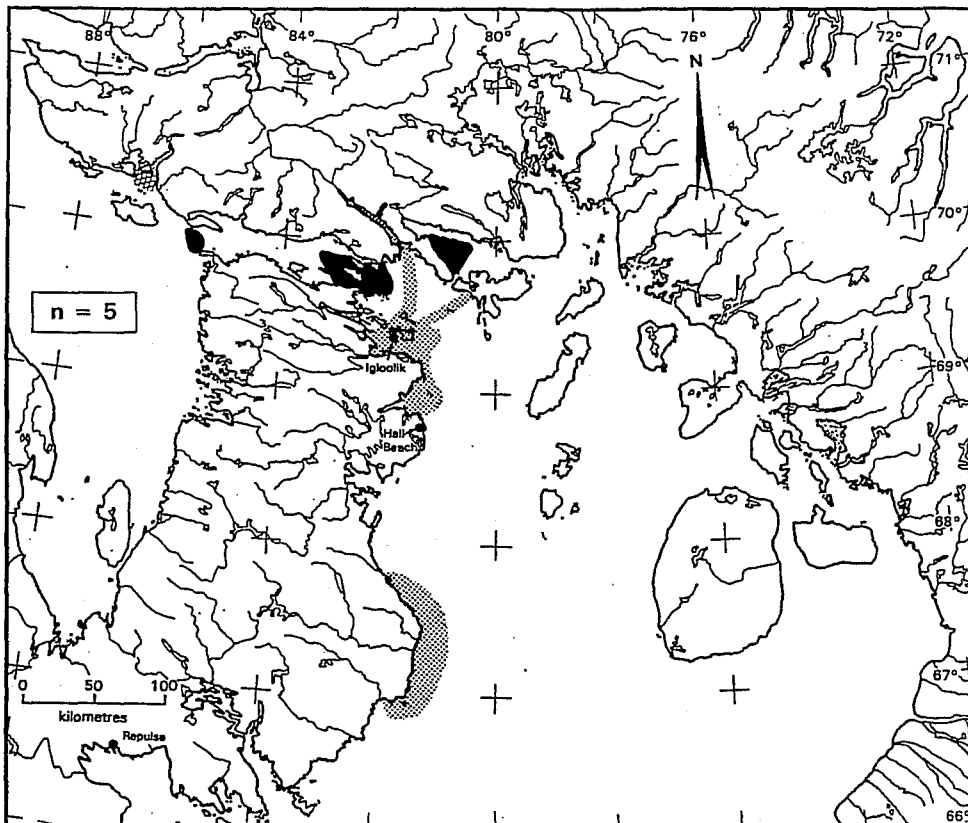 88° 84° 80° 76° 72°
71°
N
70°
n = 5
Igloolik
69°
Hall
Beach
68°
67°
0 50 100
kilometres
Repulse
66°